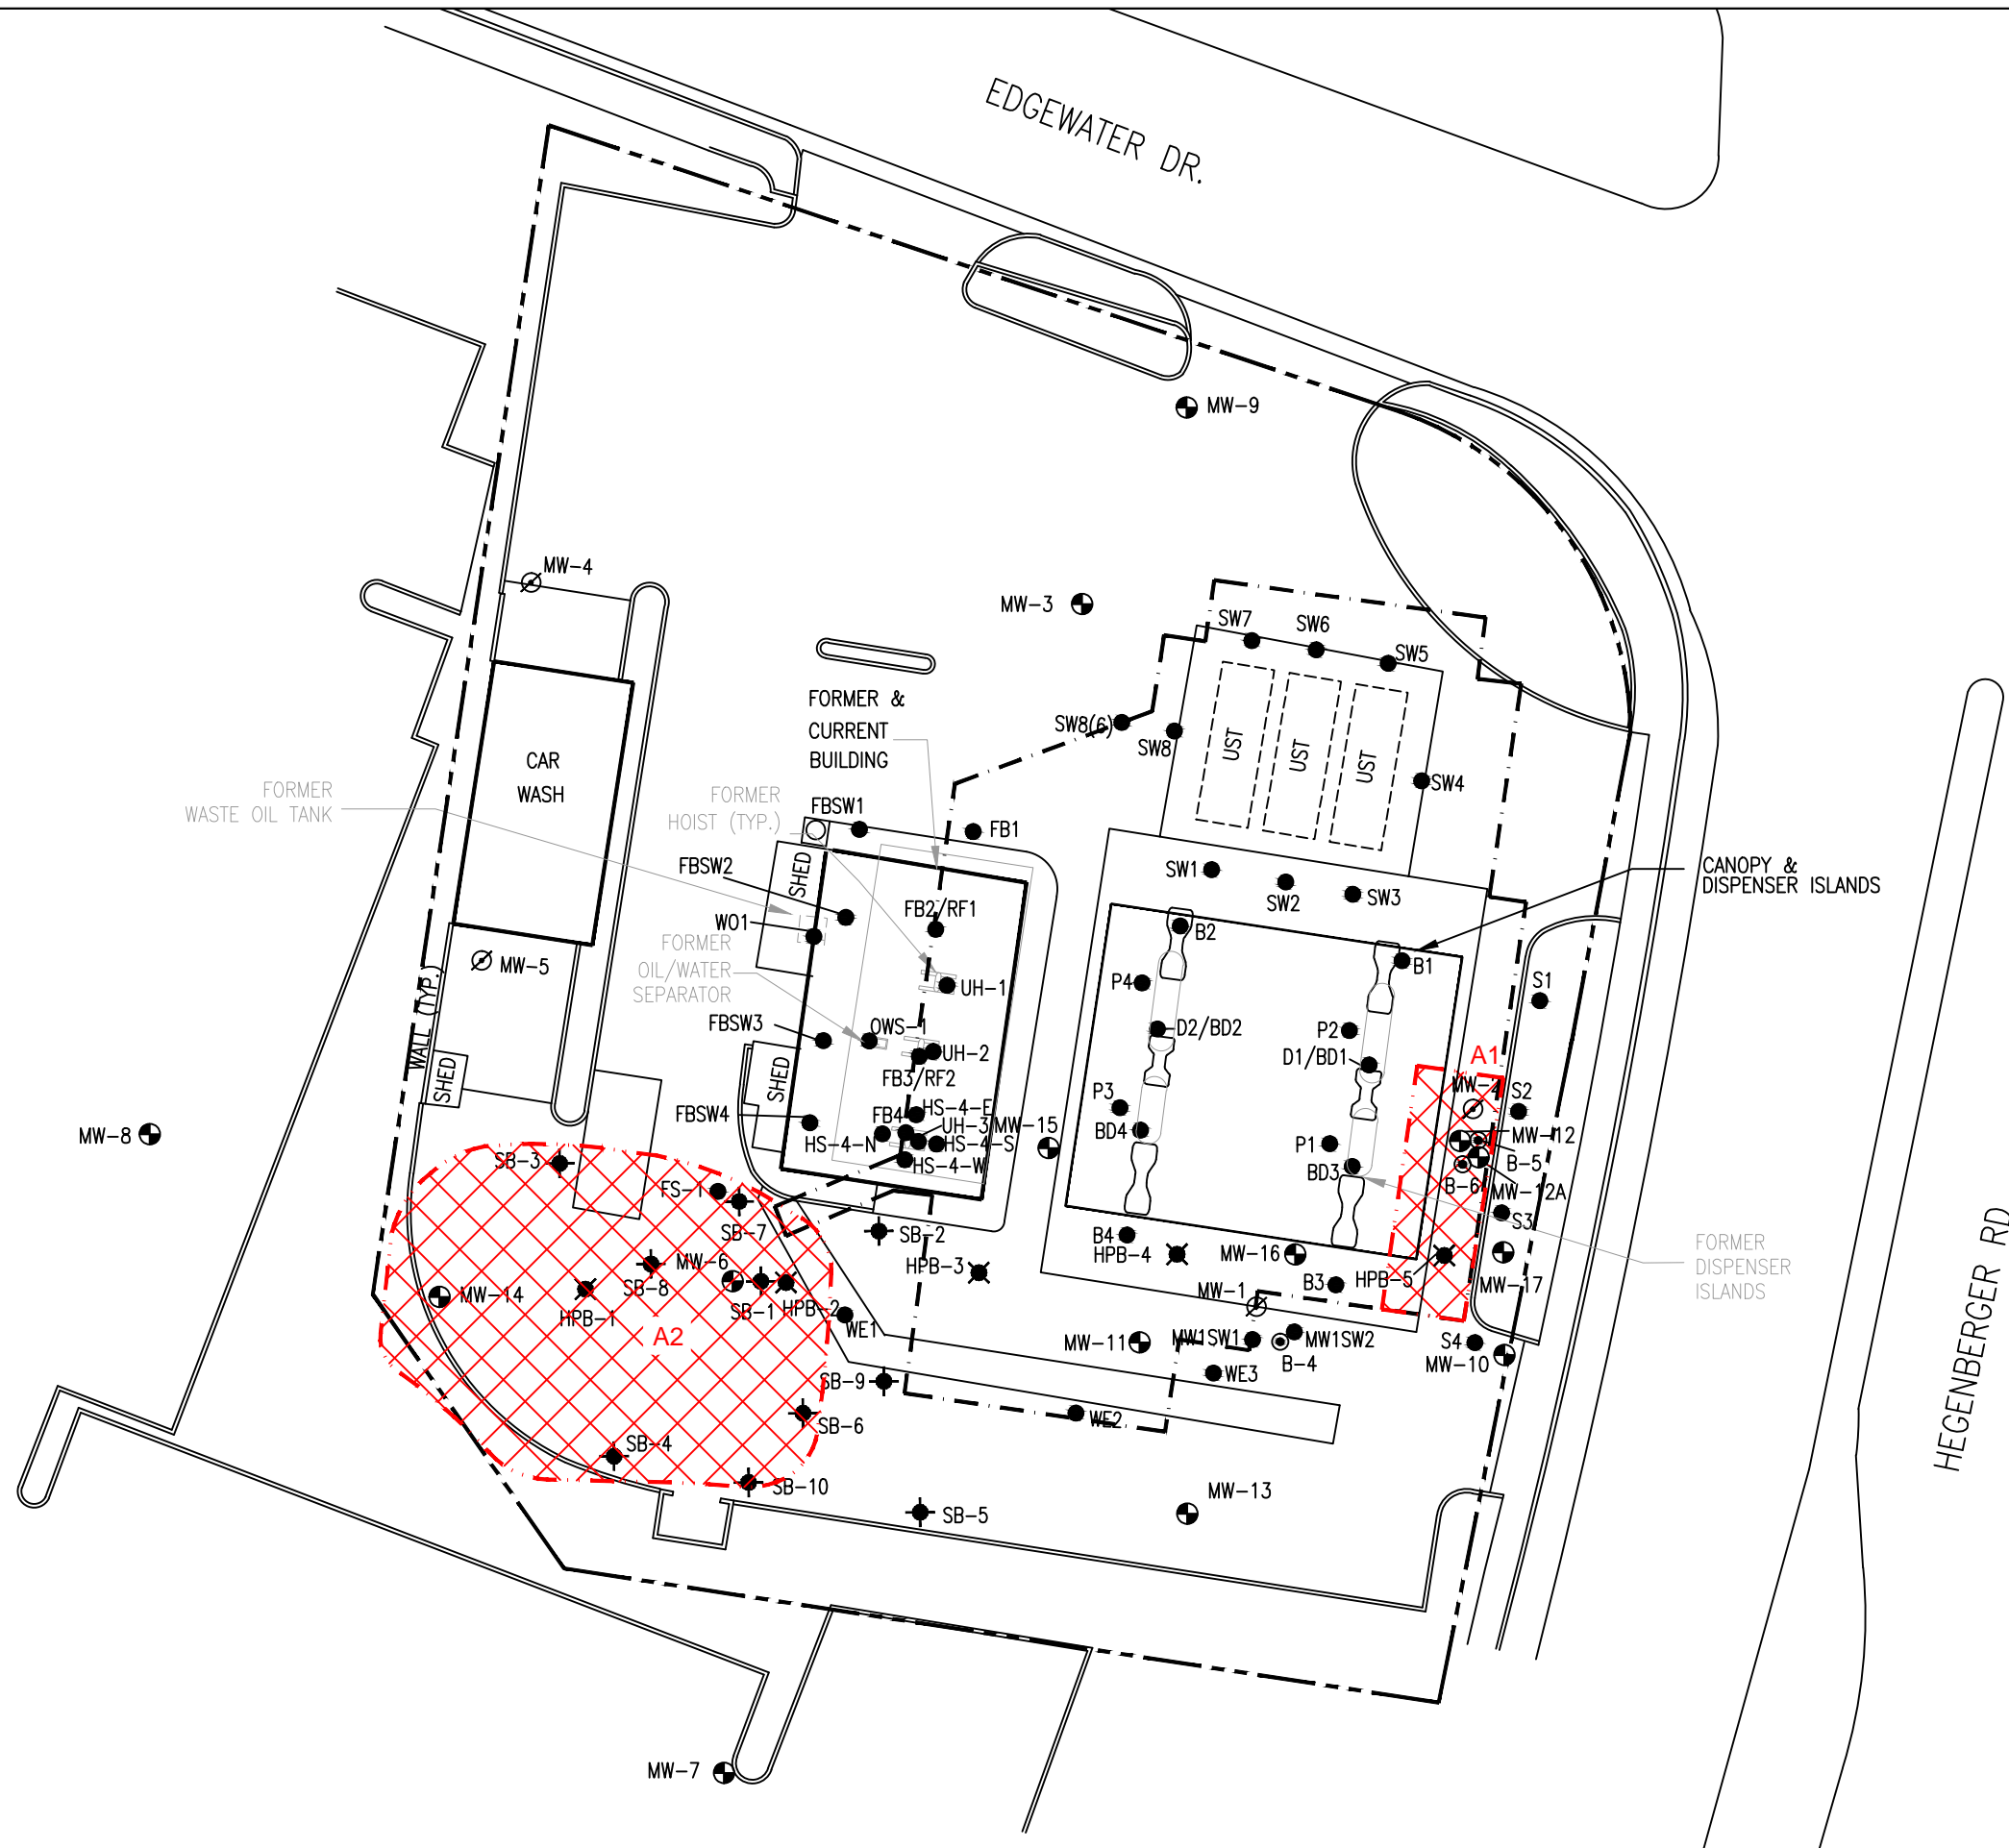 EDGEWATER DR.
MW-9
MW-4
MW-3
SW7
SW6
SW5
FORMER &
CURRENT
BUILDING
SW8(6)
SW8
UST
UST
UST
SW4
CAR
WASH
FORMER
WASTE OIL TANK
FORMER
HOIST (TYP.)
FBSW1
FB1
SHED
FBSW2
SW1
SW2
SW3
CANOPY &
DISPENSER ISLANDS
FB2/RF1
WO1
B2
FORMER
OIL/WATER
SEPARATOR
MW-5
WALL (TYP.)
B1
P4
UH-1
S1
FBSW3
OWS-1
D2/BD2
P2
UH-2
D1/BD1
A1
SHED
SHED
FB3/RF2
MW-2
S2
P3
FBSW4
FB4
HS-4-E
UH-3
MW-15
BD4
P1
MW-12
MW-8
HS-4-N
HS-4-S
HS-4-W
B-5
BD3
B-6
MW-12A
SB-3
FS-1
SB-7
S3
SB-2
B4
HPB-4
MW-16
FORMER
DISPENSER
ISLANDS
HEGENBERGER RD
MW-6
SB-8
HPB-3
HPB-5
MW-17
MW-14
HPB-1
SB-1
HPB-2
MW-1
B3
WE1
A2
MW-11
MW1SW1
MW1SW2
B-4
S4
MW-10
SB-9
WE3
SB-6
WE2
SB-4
SB-10
SB-5
MW-13
MW-7